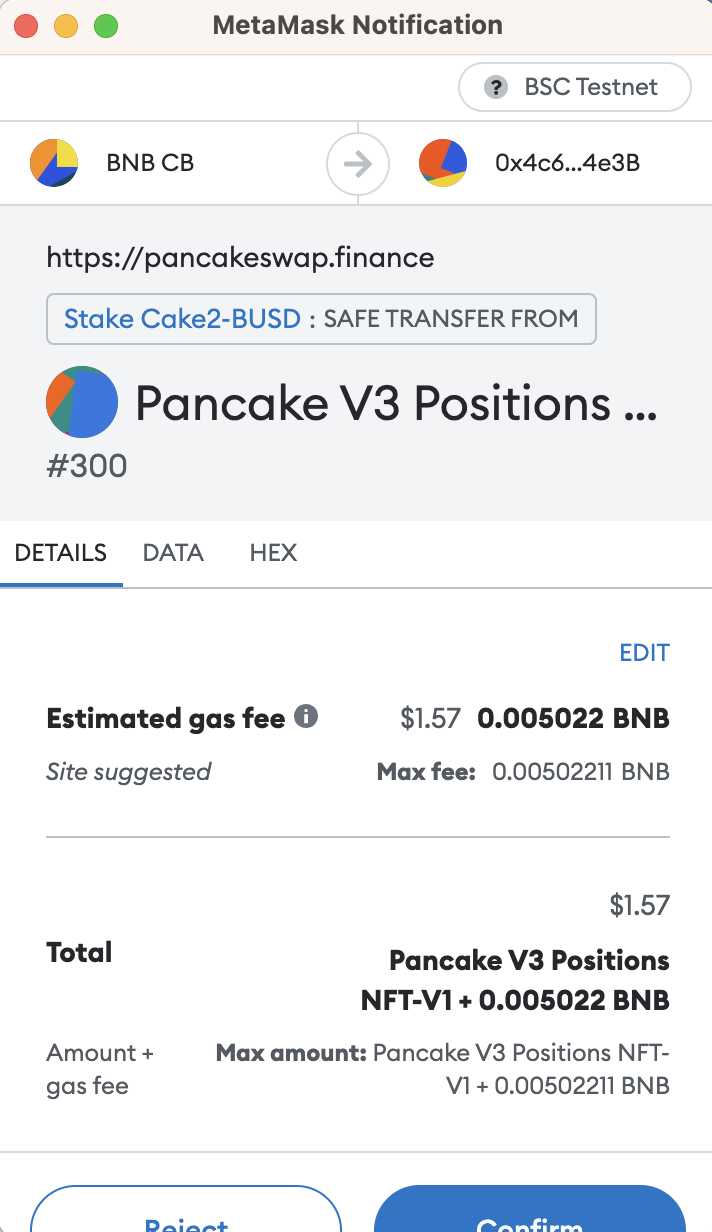 MetaMask Notification
? BSC Testnet
BNB CB
0x4c6...4e3B
https://pancakeswap.finance
Stake Cake2-BUSD : SAFE TRANSFER FROM
Pancake V3 Positions ...
#300
DETAILS
DATA
HEX
EDIT
Estimated gas fee $1.57 0.005022 BNB
Site suggested Max fee: 0.00502211 BNB
$1.57
Total
Pancake V3 Positions
NFT-V1 + 0.005022 BNB
Amount +
gas fee
Max amount: Pancake V3 Positions NFT-
V1 + 0.00502211 BNB
Reject
Confirm